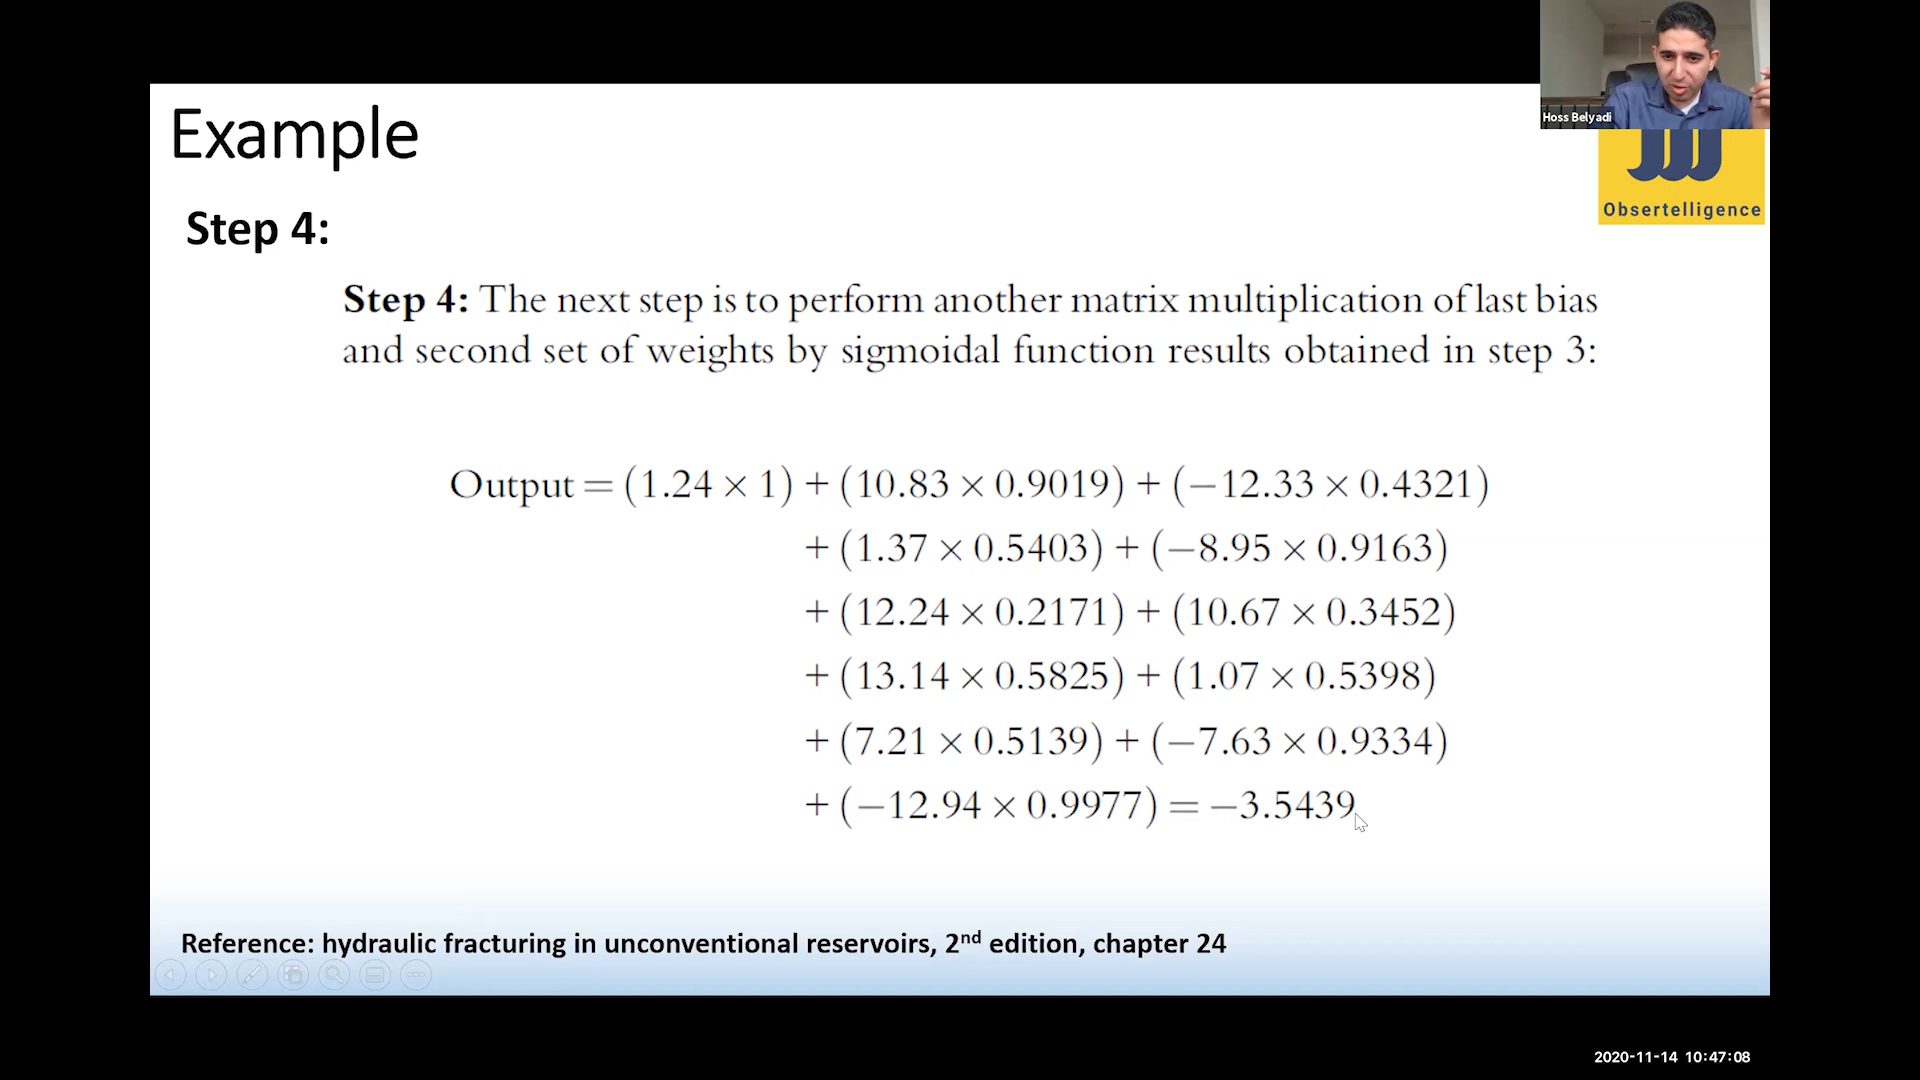 Example
Hoss Belyadi
Obsertelligence
Step 4:
Step 4: The next step is to perform another matrix multiplication of last bias
and second set of weights by sigmoidal function results obtained in step 3:
Output = (1.24 × 1) + (10.83 × 0.9019) + (−12.33 × 0.4321)
+ (1.37 × 0.5403) + (−8.95 × 0.9163)
+ (12.24 × 0.2171) + (10.67 × 0.3452)
+ (13.14 × 0.5825) + (1.07 × 0.5398)
+ (7.21 × 0.5139) + (−7.63 × 0.9334)
+ (−12.94 × 0.9977) = −3.5439
Reference: hydraulic fracturing in unconventional reservoirs, 2nd edition, chapter 24
2020-11-14 10:47:08